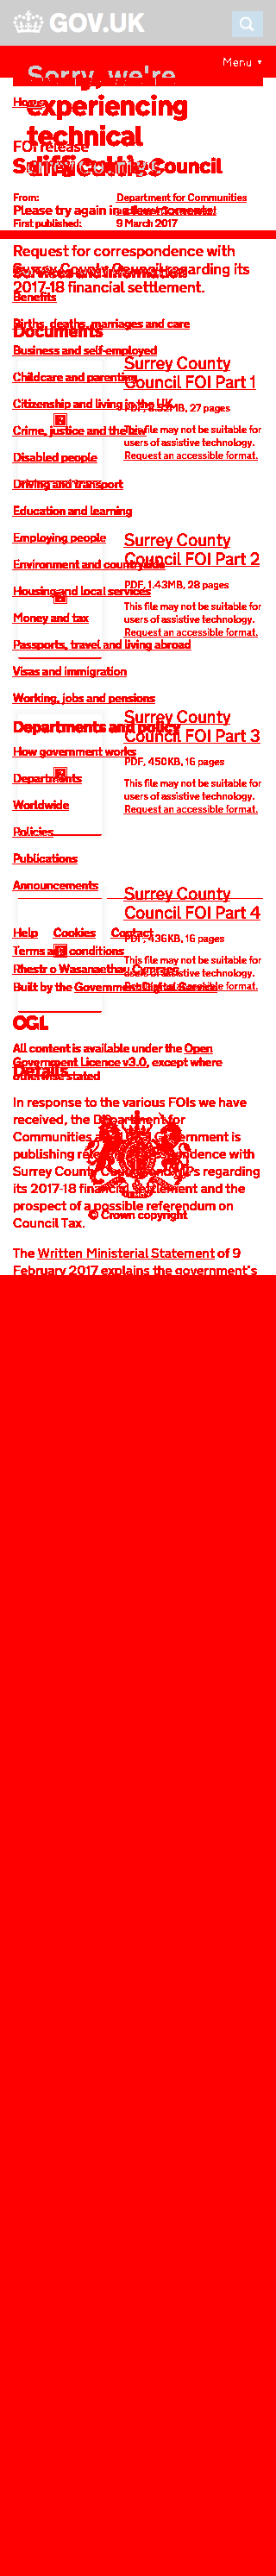 GOV.UK
Menu
Sorry, we're
Home
experiencing
technical
FOI release
difficulties
Surrey County Council
From:
Department for Communities
and Local Government
Please try again in a few moments.
First published:
9 March 2017
Request for correspondence with
Surrey County Council regarding its
Services and information
2017-18 financial settlement.
Benefits
Births, deaths, marriages and care
Documents
Business and self-employed
Surrey County
Council FOI Part 1
Childcare and parenting
Citizenship and living in the UK
27 pages
Crime, justice and the law
This file may not be suitable for
users of assistive technology.
Request an accessible format.
Disabled people
Driving and transport
Education and learning
Employing people
Surrey County
Council FOI Part 2
Environment and countryside
PDF, 1.43MB, 28 pages
Housing and local services
This file may not be suitable for
users of assistive technology.
Request an accessible format.
Money and tax
Passports, travel and living abroad
Visas and immigration
Working, jobs and pensions
Surrey County
Council FOI Part 3
Departments and policy
How government works
PDF, 450KB, 16 pages
Departments
This file may not be suitable for
users of assistive technology.
Request an accessible format.
Worldwide
Policies
Publications
Announcements
Surrey County
Council FOI Part 4
Help Cookies Contact
PDF, 436KB, 16 pages
Terms and conditions
This file may not be suitable for
users of assistive technology.
Request an accessible format.
Rhestr o Wasanaethau Cymraeg
Built by the Government Digital Service
OGL
All content is available under the Open
Government Licence v3.0, except where
otherwise stated
Details
In response to the various FOIs we have
received, the Department for
Communities and Local Government is
publishing related correspondence with
Surrey County Council and MPs regarding
its 2017-18 financial settlement and the
prospect of a possible referendum on
Council Tax.
© Crown copyright
The Written Ministerial Statement of 9
February 2017 explains the government's